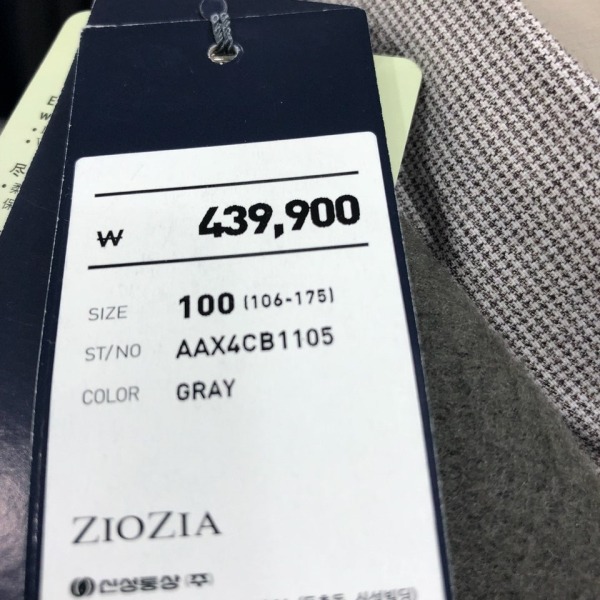 ₩ 439,900
SIZE 100 (106-175)
ST/NO AAX4CB1105
COLOR GRAY
ZIOZIA
신성통상 (주)